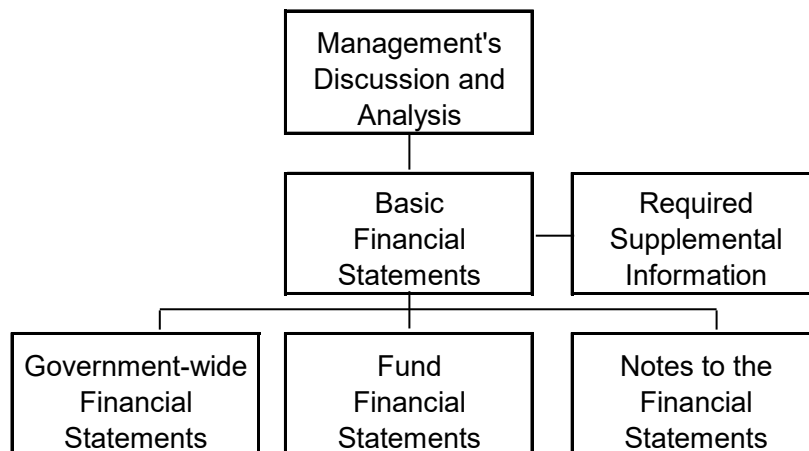 Management's
Discussion and
Analysis
Basic
Financial
Statements
Required
Supplemental
Information
Government-wide
Financial
Statements
Fund
Financial
Statements
Notes to the
Financial
Statements